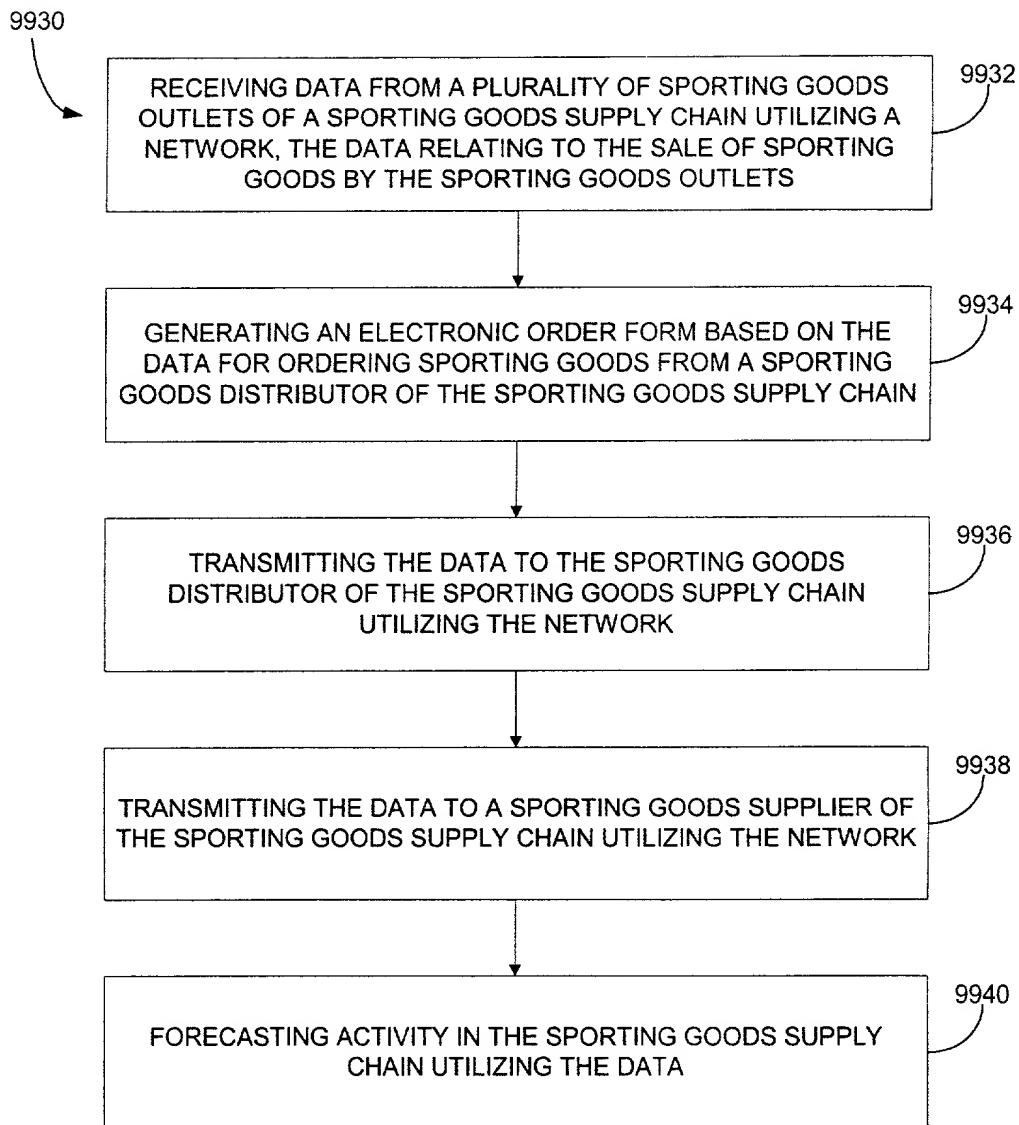 9930
RECEIVING DATA FROM A PLURALITY OF SPORTING GOODS
OUTLETS OF A SPORTING GOODS SUPPLY CHAIN UTILIZING A
NETWORK, THE DATA RELATING TO THE SALE OF SPORTING
GOODS BY THE SPORTING GOODS OUTLETS
9932
GENERATING AN ELECTRONIC ORDER FORM BASED ON THE
DATA FOR ORDERING SPORTING GOODS FROM A SPORTING
GOODS DISTRIBUTOR OF THE SPORTING GOODS SUPPLY CHAIN
9934
TRANSMITTING THE DATA TO THE SPORTING GOODS
DISTRIBUTOR OF THE SPORTING GOODS SUPPLY CHAIN
UTILIZING THE NETWORK
9936
TRANSMITTING THE DATA TO A SPORTING GOODS SUPPLIER OF
THE SPORTING GOODS SUPPLY CHAIN UTILIZING THE NETWORK
9938
FORECASTING ACTIVITY IN THE SPORTING GOODS SUPPLY
CHAIN UTILIZING THE DATA
9940